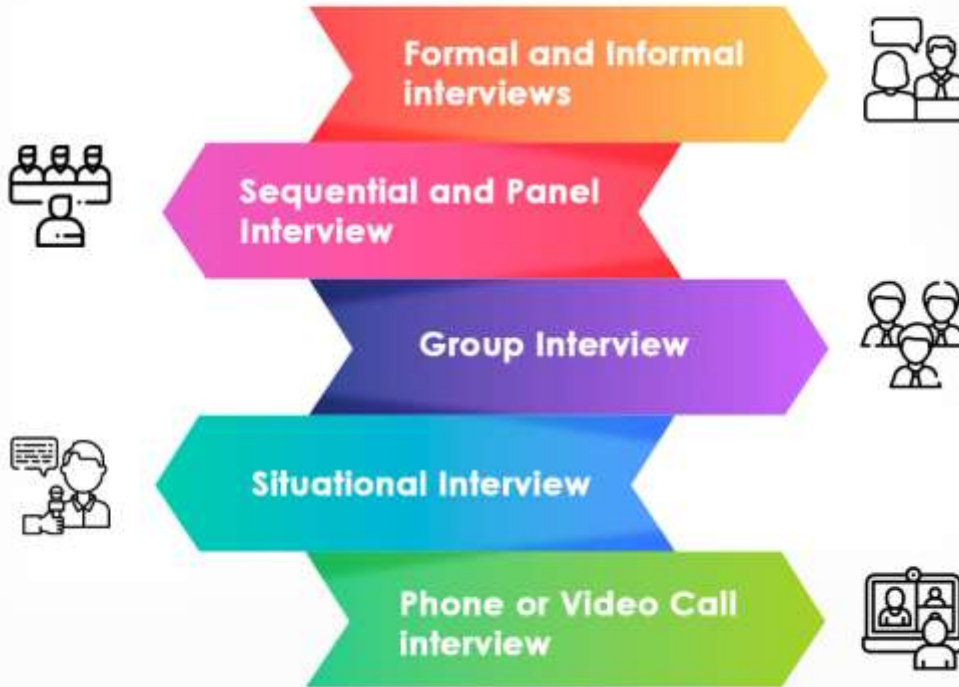 Formal and Informal
interviews
Sequential and Panel
Interview
Group Interview
Situational Interview
Phone or Video Call
interview